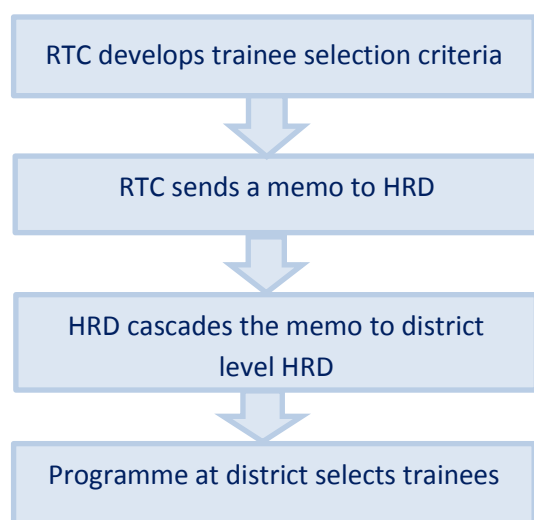 RTC develops trainee selection criteria
RTC sends a memo to HRD
HRD cascades the memo to district
level HRD
Programme at district selects trainees